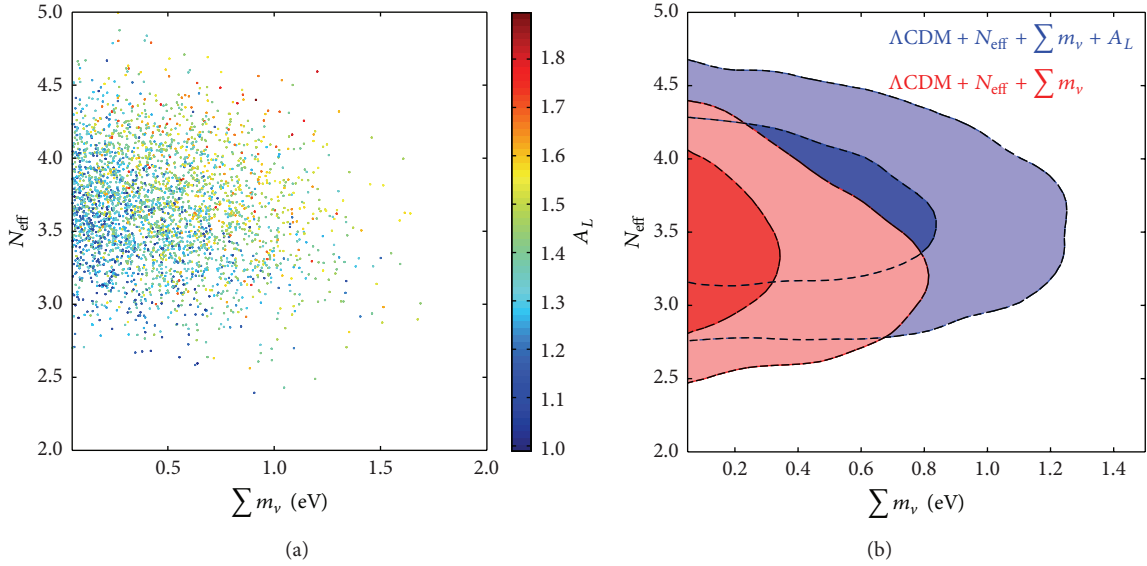 5.0
4.5
4.0
3.5
3.0
2.5
2.0
N_eff
0.5 1.0 1.5 2.0
∑ m_ν (eV)
1.8
1.7
1.6
1.5
1.4
1.3
1.2
1.1
1.0
A_L
(a)
ΛCDM + N_eff + ∑ m_ν + A_L
ΛCDM + N_eff + ∑ m_ν
5.0
4.5
4.0
3.5
3.0
2.5
2.0
N_eff
0.2 0.4 0.6 0.8 1.0 1.2 1.4
∑ m_ν (eV)
(b)